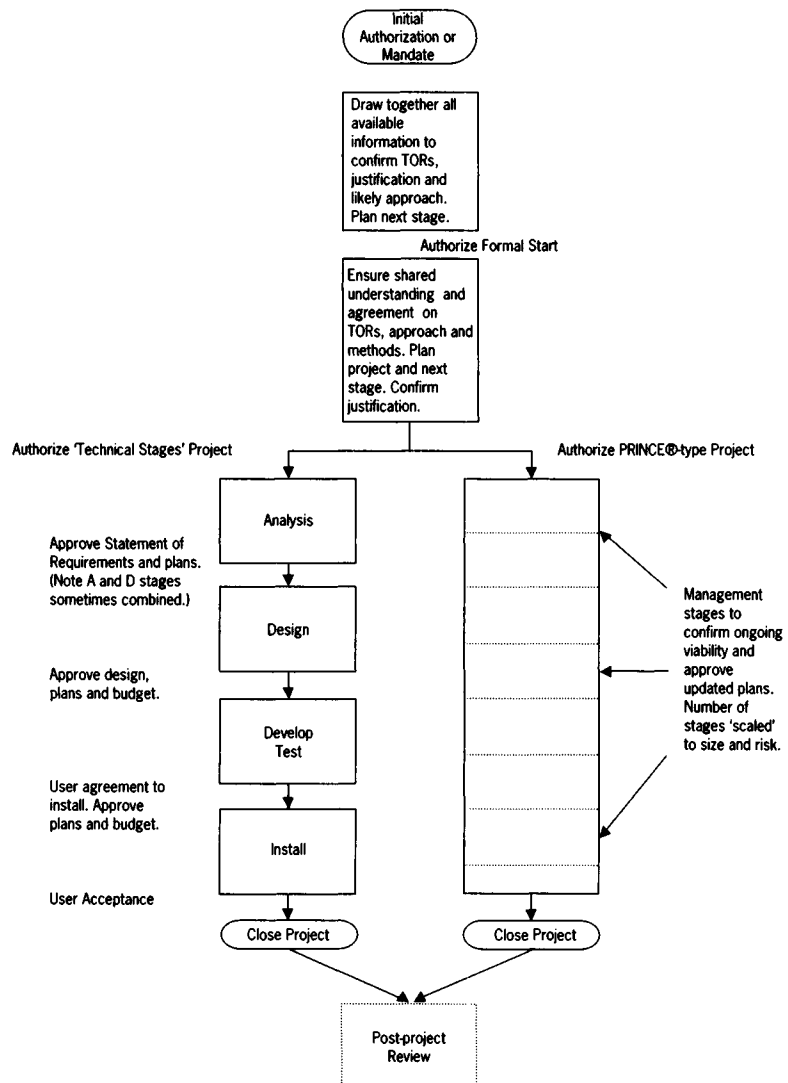 Initial
Authorization or
Mandate
Draw together all
available
information to
confirm TORs,
justification and
likely approach.
Plan next stage.
Authorize Formal Start
Ensure shared
understanding and
agreement on
TORs, approach and
methods. Plan
project and next
stage. Confirm
justification.
Authorize 'Technical Stages' Project
Authorize PRINCE®-type Project
Analysis
Approve Statement of
Requirements and plans.
(Note A and D stages
sometimes combined.)
Design
Approve design,
plans and budget.
Develop
Test
User agreement to
install. Approve
plans and budget.
Install
User Acceptance
Close Project
Management
stages to
confirm ongoing
viability and
approve
updated plans.
Number of
stages 'scaled'
to size and risk.
Close Project
Post-project
Review